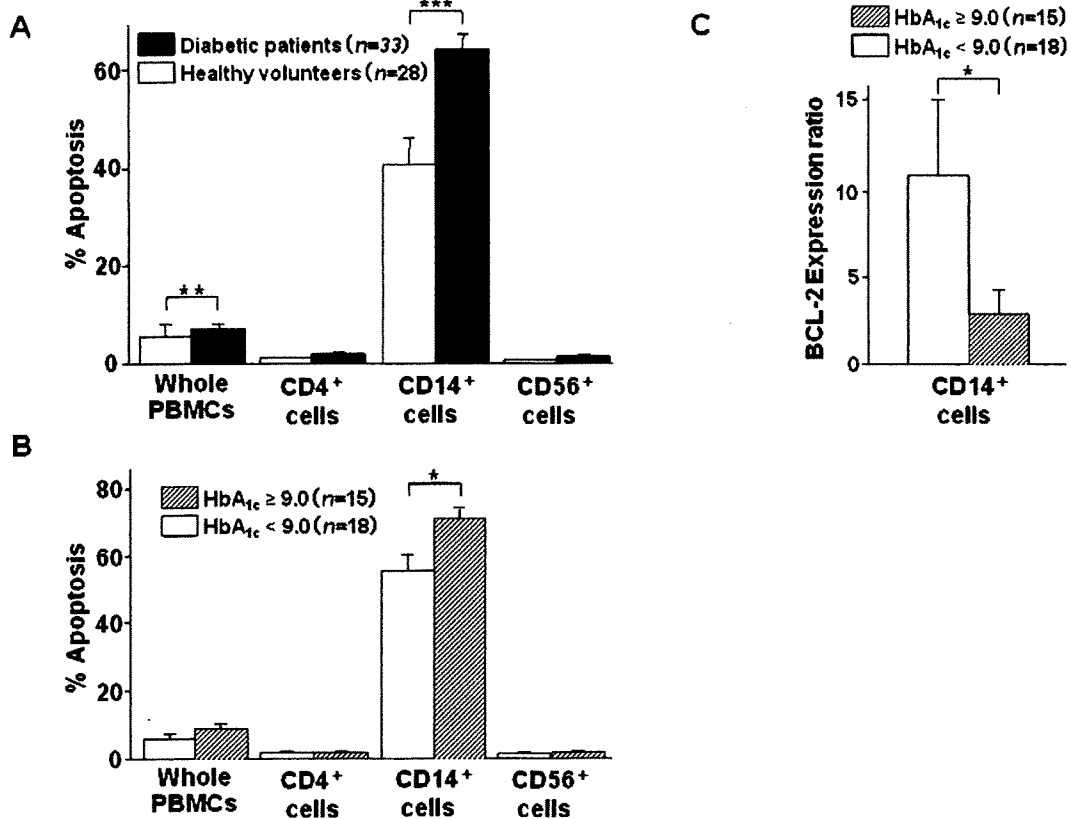 A
***
Diabetic patients (n=33)
Healthy volunteers (n=28)
% Apoptosis
60
40
20
0
**
Whole PBMCs
CD4+ cells
CD14+ cells
CD56+ cells
B
HbA1c ≥ 9.0 (n=15)
HbA1c < 9.0 (n=18)
*
% Apoptosis
80
60
40
20
0
Whole PBMCs
CD4+ cells
CD14+ cells
CD56+ cells
C
HbA1c ≥ 9.0 (n=15)
HbA1c < 9.0 (n=18)
*
BCL-2 Expression ratio
15
10
5
0
CD14+ cells